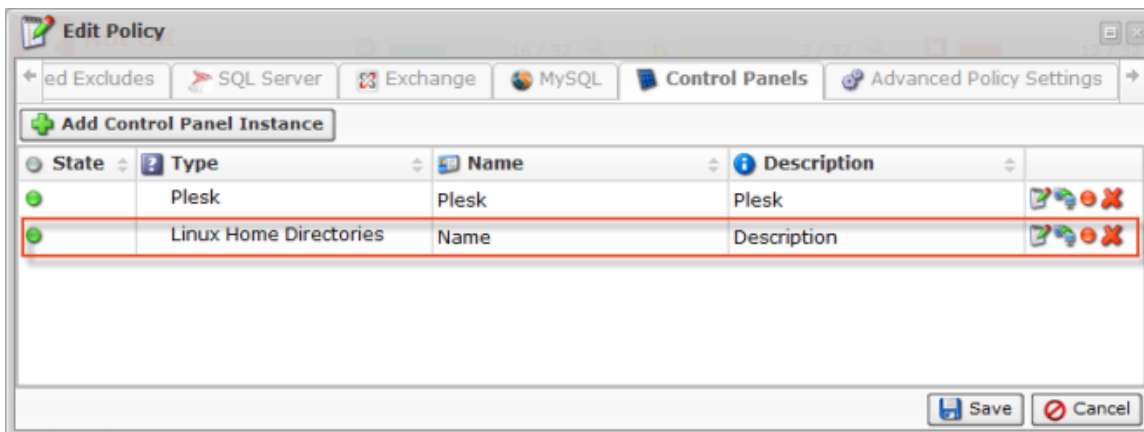 Edit Policy
ed Excludes SQL Server Exchange MySQL Control Panels Advanced Policy Settings
Add Control Panel Instance
State Type Name Description
Plesk Plesk Plesk
Linux Home Directories Name Description
Save Cancel